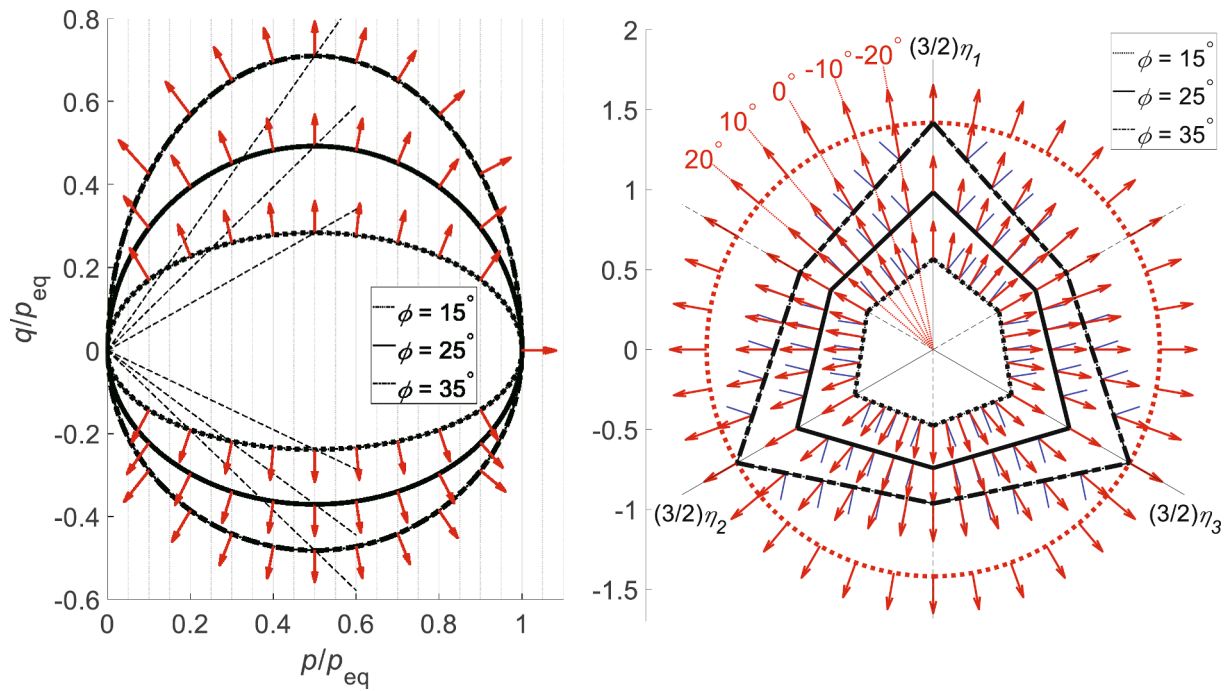 0.8
0.6
0.4
0.2
0
-0.2
-0.4
-0.6
q/p_eq
0 0.2 0.4 0.6 0.8 1
p/p_eq
ϕ = 15°
ϕ = 25°
ϕ = 35°
2
1.5
1
0.5
0
-0.5
-1
-1.5
(3/2)η₁
20° 10° 0° -10° -20°
(3/2)η₂
(3/2)η₃
ϕ = 15°
ϕ = 25°
ϕ = 35°